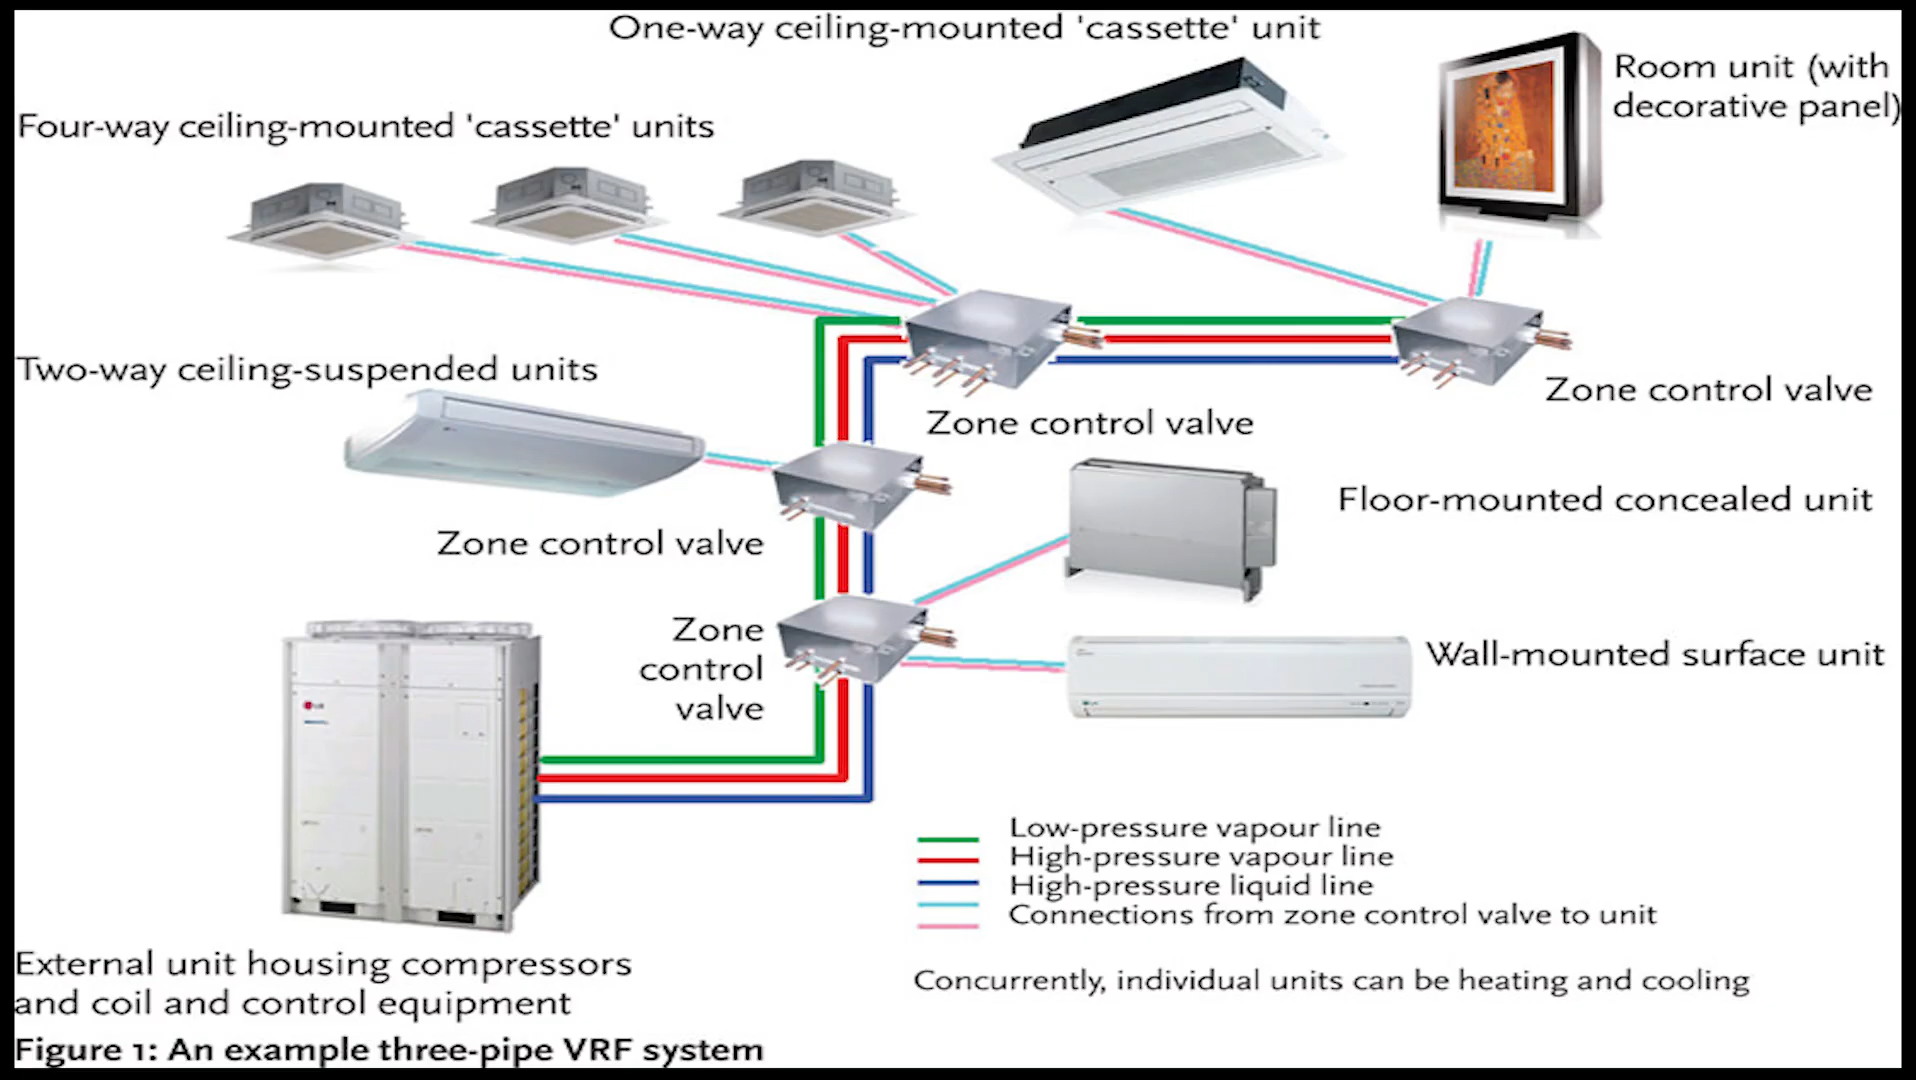 One-way ceiling-mounted 'cassette' unit
Room unit (with
decorative panel)
Four-way ceiling-mounted 'cassette' units
Two-way ceiling-suspended units
Zone control valve
Zone control valve
Floor-mounted concealed unit
Zone control valve
Zone
control
valve
Wall-mounted surface unit
LG
Low-pressure vapour line
High-pressure vapour line
High-pressure liquid line
Connections from zone control valve to unit
External unit housing compressors
and coil and control equipment
Concurrently, individual units can be heating and cooling
Figure 1: An example three-pipe VRF system